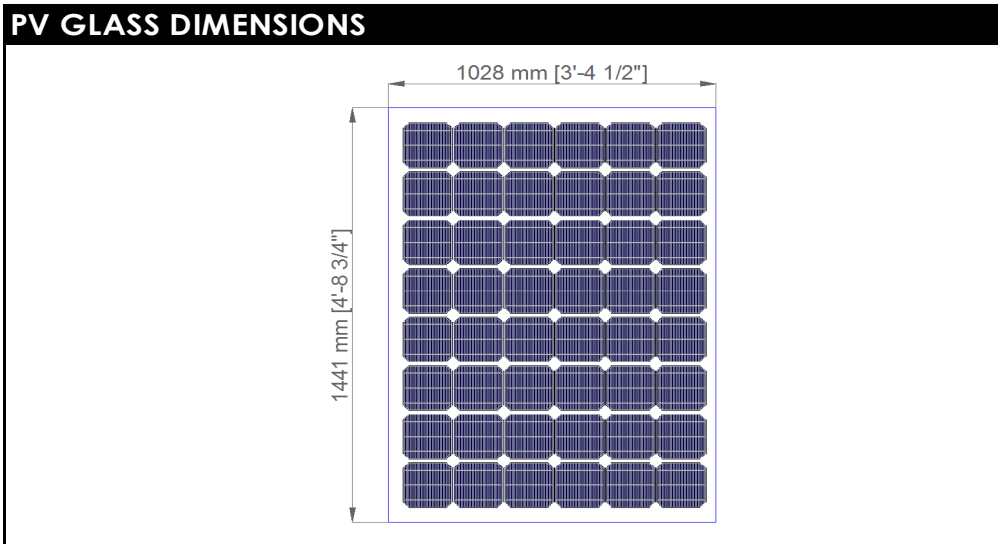 PV GLASS DIMENSIONS
1028 mm [3'-4 1/2"]
1441 mm [4'-8 3/4"]